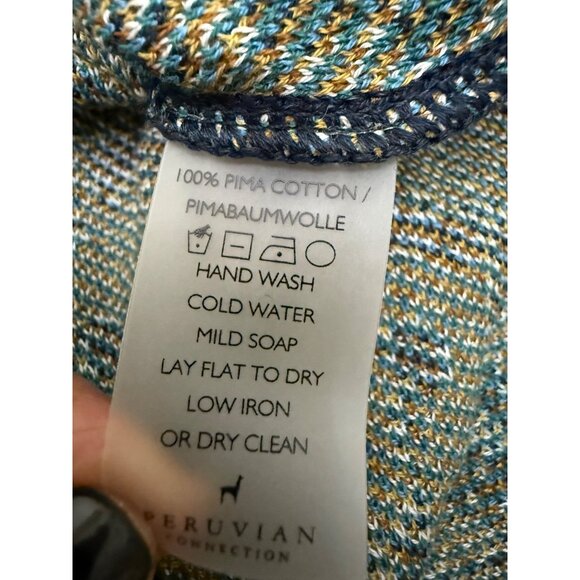 100% PIMA COTTON /
PIMABAUMWOLLE
HAND WASH
COLD WATER
MILD SOAP
LAY FLAT TO DRY
LOW IRON
OR DRY CLEAN
PERUVIAN
CONNECTION